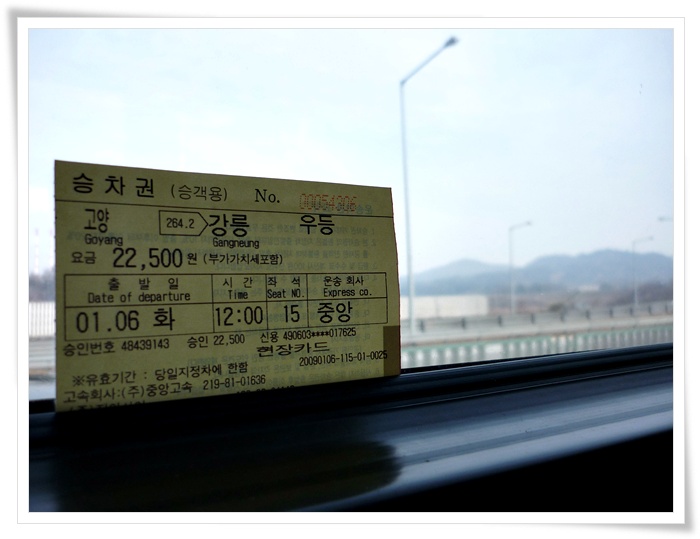 승차권 (승객용) No. 00054306
고양 264.2 강릉 우등
Goyang Gangneung
요금 22,500원 (부가가치세포함)
출 발 일 시 간 좌 석 운송 회사
Date of departure Time Seat NO. Express co.
01.06 화 12:00 15 중앙
승인번호 48439143 승인 22,500 신용 490603****017625
현장카드
20090106-115-01-0025
※유효기간 : 당일지정차에 한함
고속회사:(주)중앙고속 219-81-01636